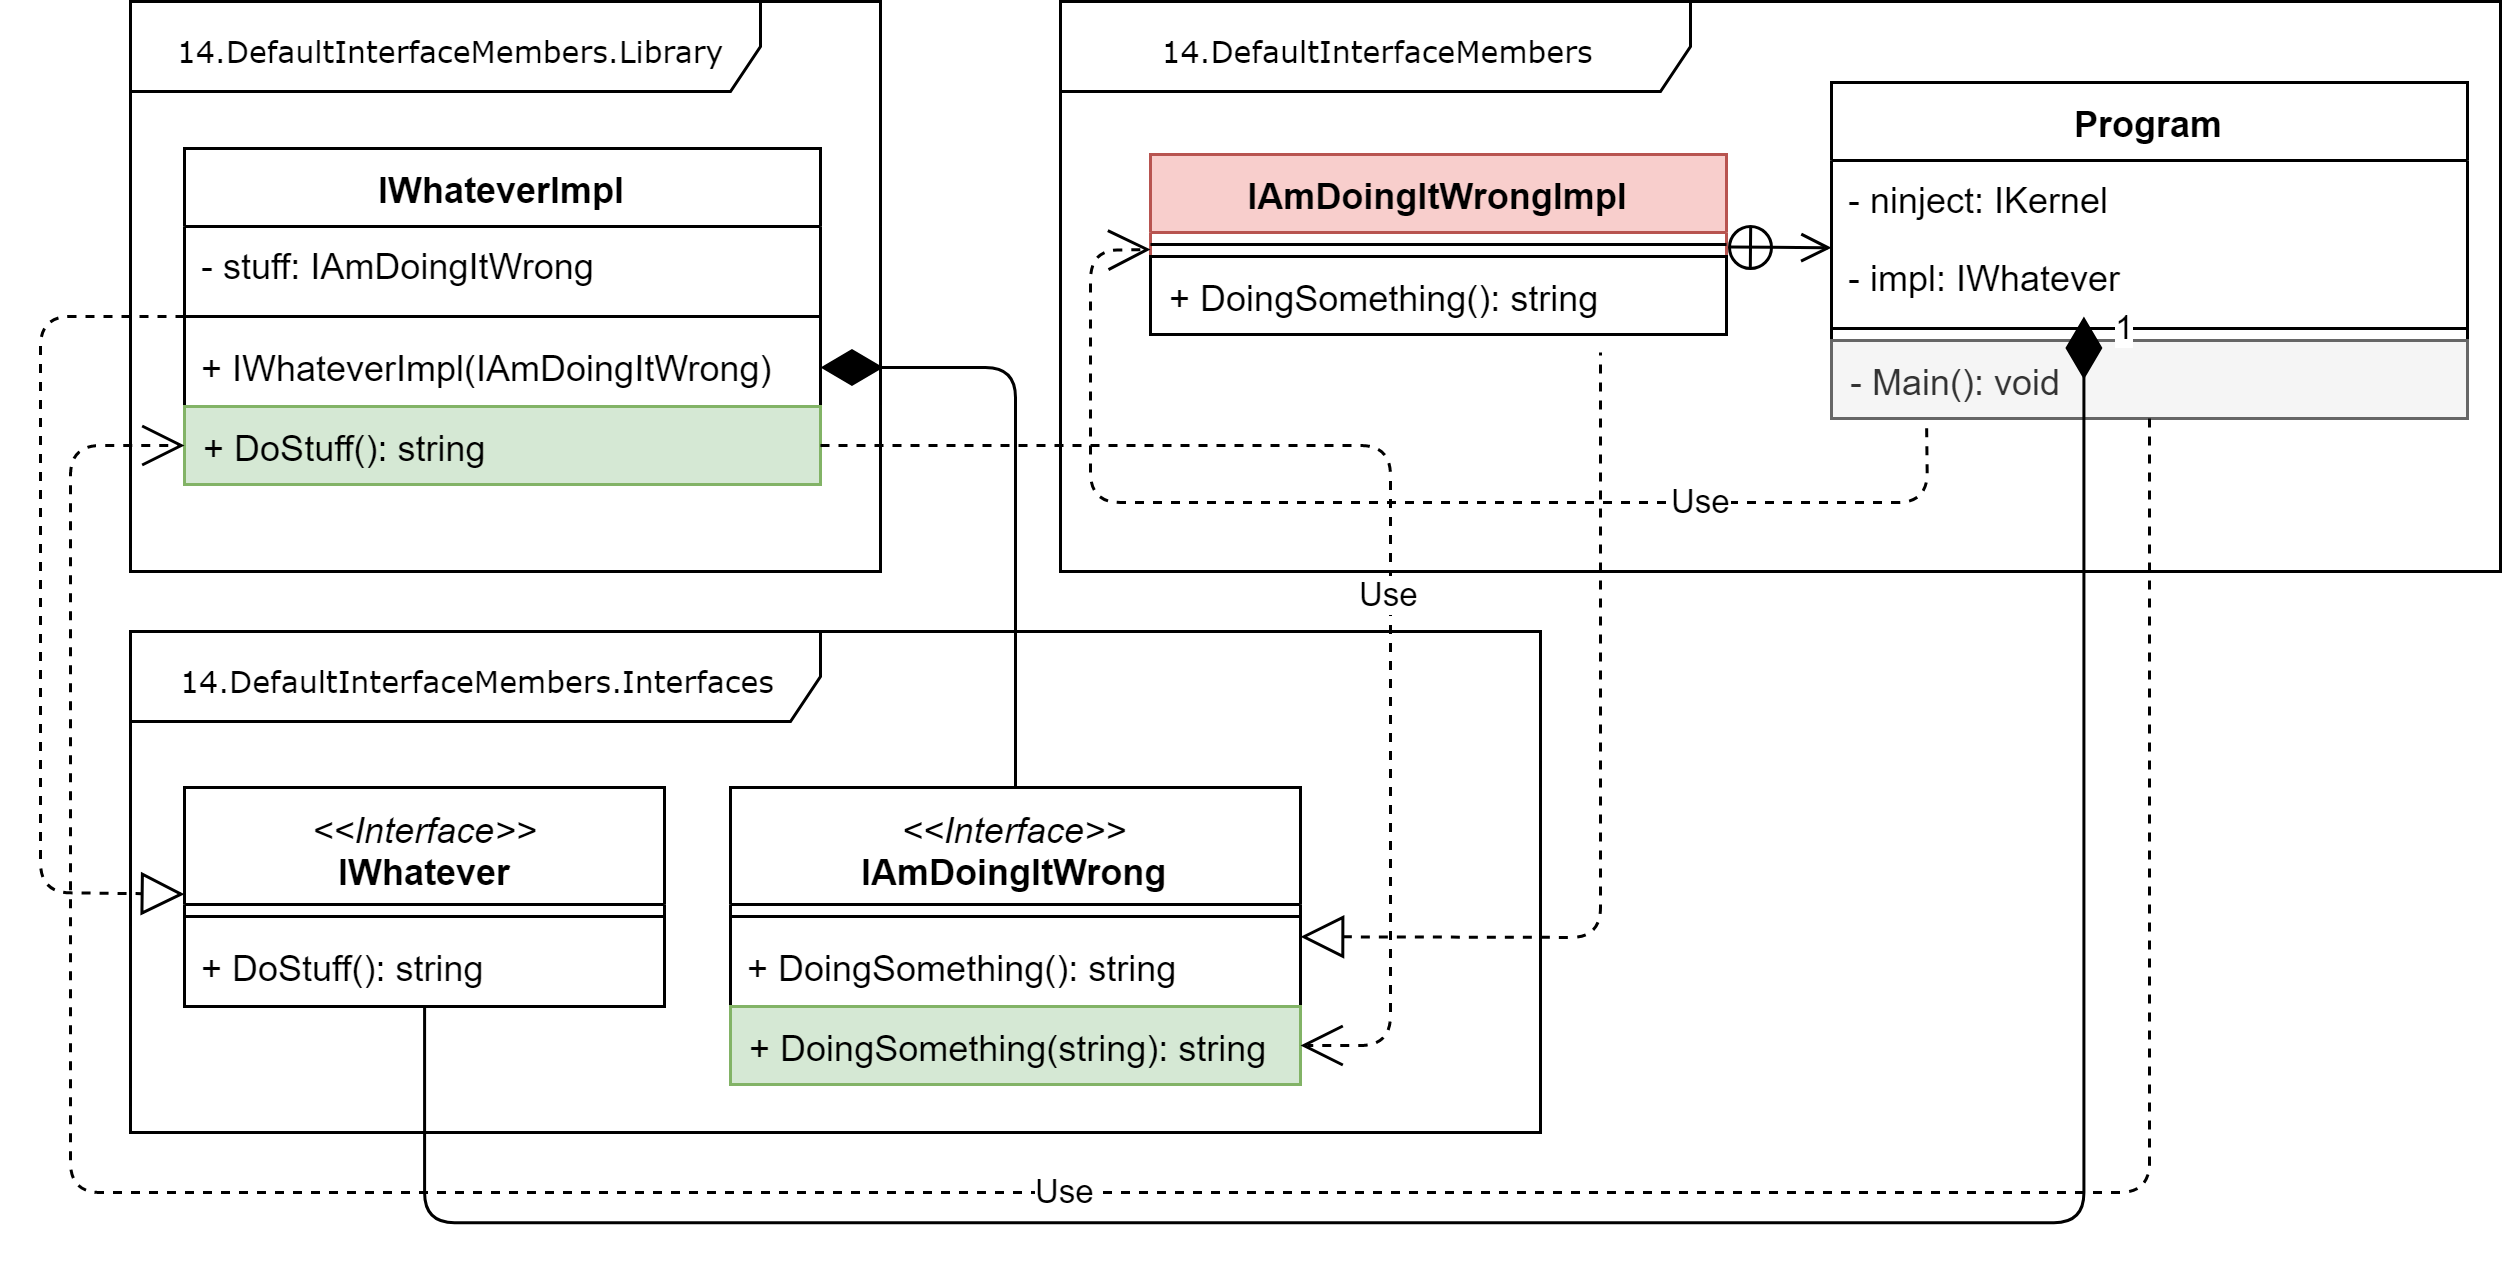 14.DefaultInterfaceMembers.Library
IWhateverImpl
- stuff: IAmDoingItWrong
+ IWhateverImpl(IAmDoingItWrong)
+ DoStuff(): string
14.DefaultInterfaceMembers
IAmDoingItWrongImpl
+ DoingSomething(): string
Program
- ninject: IKernel
- impl: IWhatever
1
- Main(): void
Use
Use
14.DefaultInterfaceMembers.Interfaces
<<Interface>>
IWhatever
+ DoStuff(): string
<<Interface>>
IAmDoingItWrong
+ DoingSomething(): string
+ DoingSomething(string): string
Use